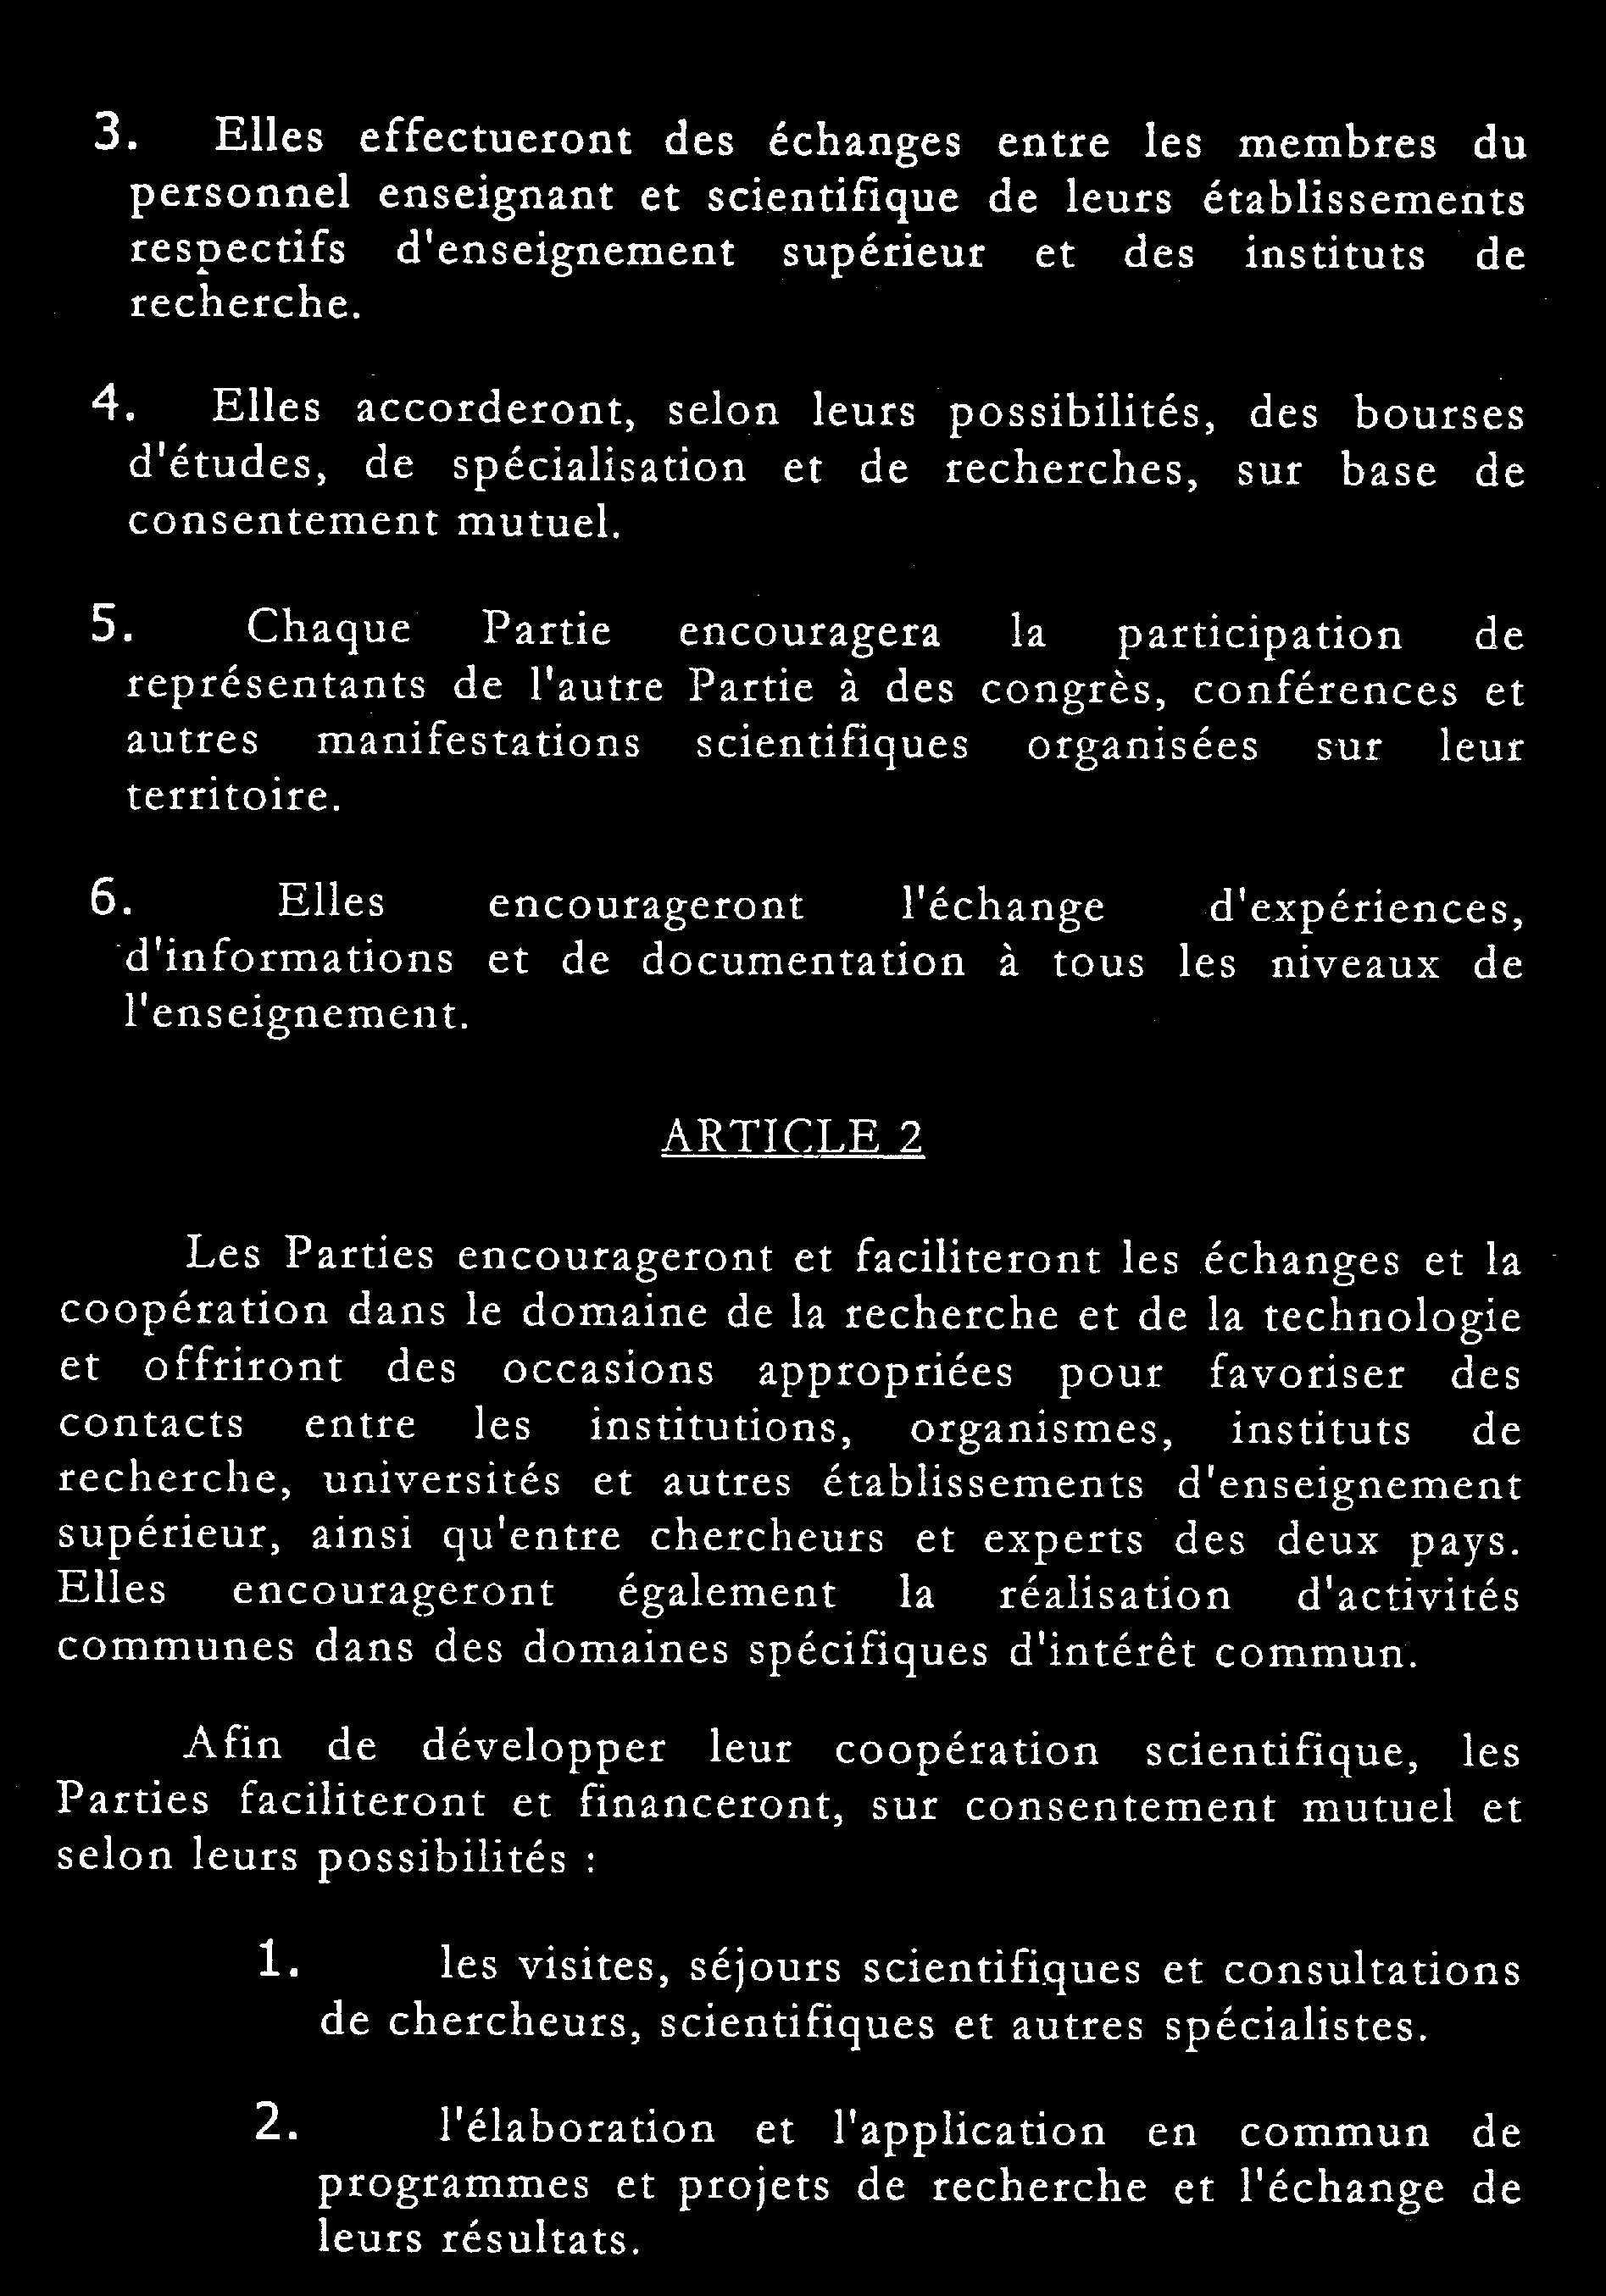 3. Elles effectueront des échanges entre les membres du
personnel enseignant et scientifique de leurs établissements
respectifs d'enseignement supérieur et des instituts de
recherche.
4. Elles accorderont, selon leurs possibilités, des bourses
d'études, de spécialisation et de recherches, sur base de
consentement mutuel.
5. Chaque Partie encouragera la participation de
représentants de l'autre Partie à des congrès, conférences et
autres manifestations scientifiques organisées sur leur
territoire.
6. Elles encourageront l'échange d'expériences,
d'informations et de documentation à tous les niveaux de
l'enseignement.
ARTICLE 2
Les Parties encourageront et faciliteront les échanges et la
coopération dans le domaine de la recherche et de la technologie
et offriront des occasions appropriées pour favoriser des
contacts entre les institutions, organismes, instituts de
recherche, universités et autres établissements d'enseignement
supérieur, ainsi qu'entre chercheurs et experts des deux pays.
Elles encourageront également la réalisation d'activités
communes dans des domaines spécifiques d'intérêt commun.
Afin de développer leur coopération scientifique, les
Parties faciliteront et financeront, sur consentement mutuel et
selon leurs possibilités :
1. les visites, séjours scientifiques et consultations
de chercheurs, scientifiques et autres spécialistes.
2. l'élaboration et l'application en commun de
programmes et projets de recherche et l'échange de
leurs résultats.